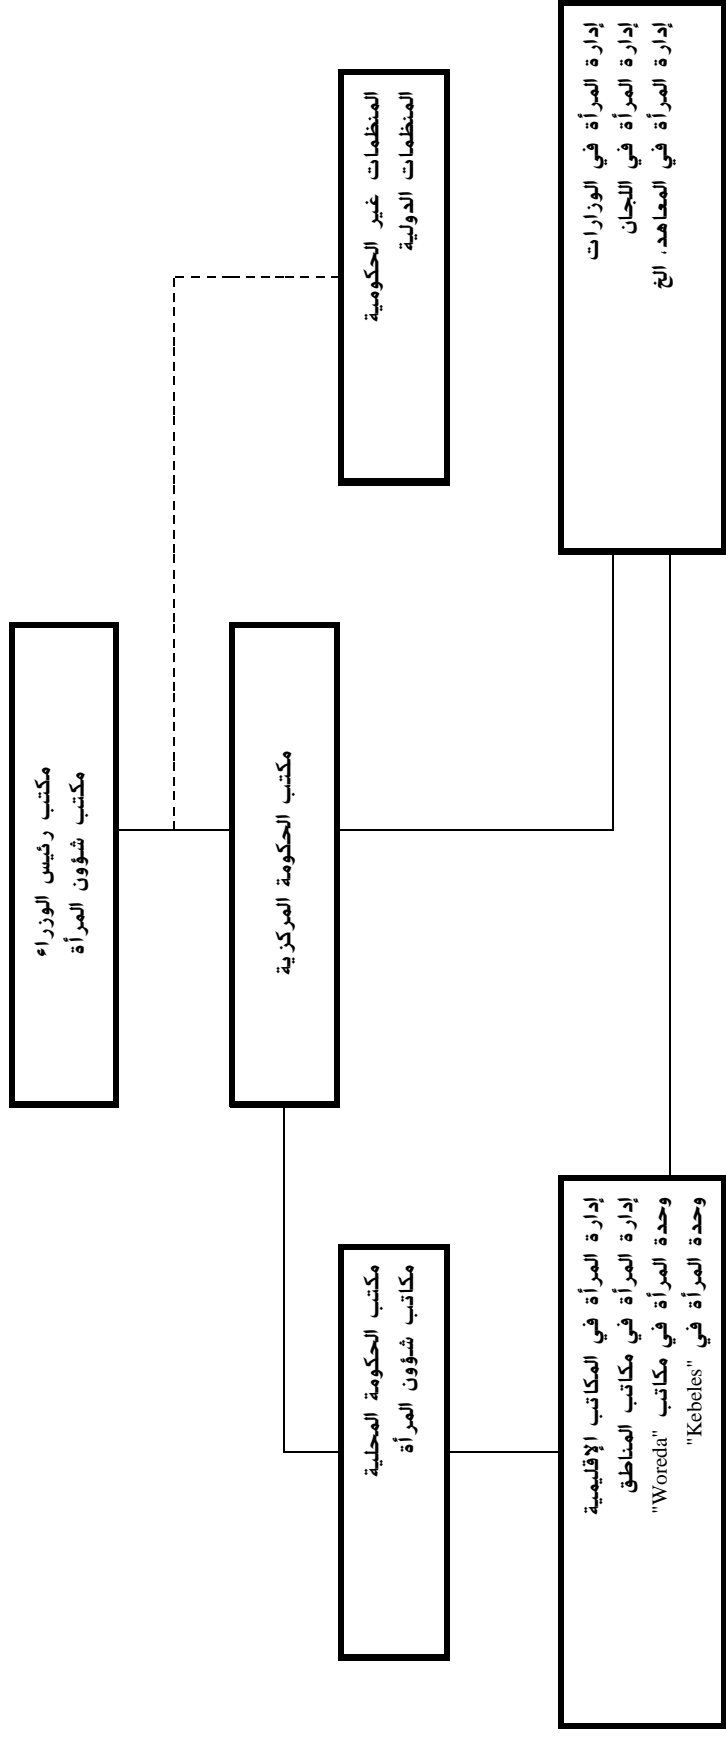 مكتب رئيس الوزراء
مكتب شؤون المرأة
مكتب الحكومة المركزية
المنظمات غير الحكومية
المنظمات الدولية
مكتب الحكومة المحلية
مكاتب شؤون المرأة
إدارة المرأة في الوزارات
إدارة المرأة في اللجان
إدارة المرأة في المعاهد، الخ
إدارة المرأة في المكاتب الإقليمية
إدارة المرأة في مكاتب المناطق
وحدة المرأة في مكاتب "Woreda"
وحدة المرأة في "Kebeles"